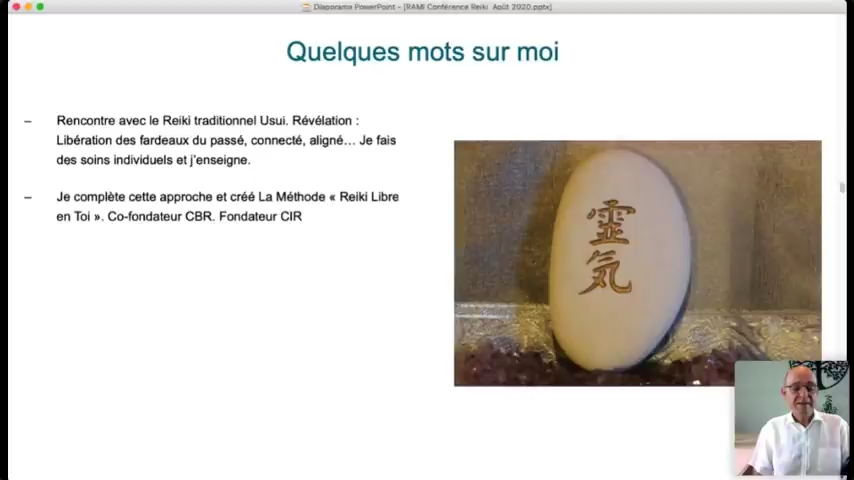 Diaporama PowerPoint - [RAMI Conférence Reiki Août 2020.pptx]
Quelques mots sur moi
– Rencontre avec le Reiki traditionnel Usui. Révélation :
Libération des fardeaux du passé, connecté, aligné… Je fais
des soins individuels et j’enseigne.
– Je complète cette approche et créé La Méthode « Reiki Libre
en Toi ». Co-fondateur CBR. Fondateur CIR
靈
気